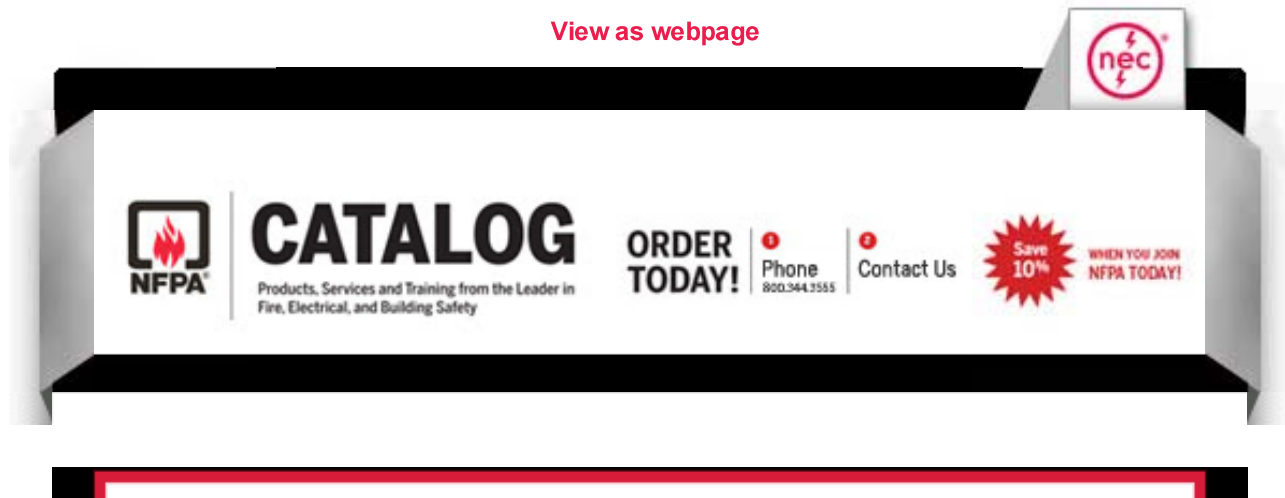 View as webpage
nec®
NFPA®
CATALOG
Products, Services and Training from the Leader in
Fire, Electrical, and Building Safety
ORDER
TODAY!
1
Phone
800.344.3555
2
Contact Us
Save
10%
WHEN YOU JOIN
NFPA TODAY!